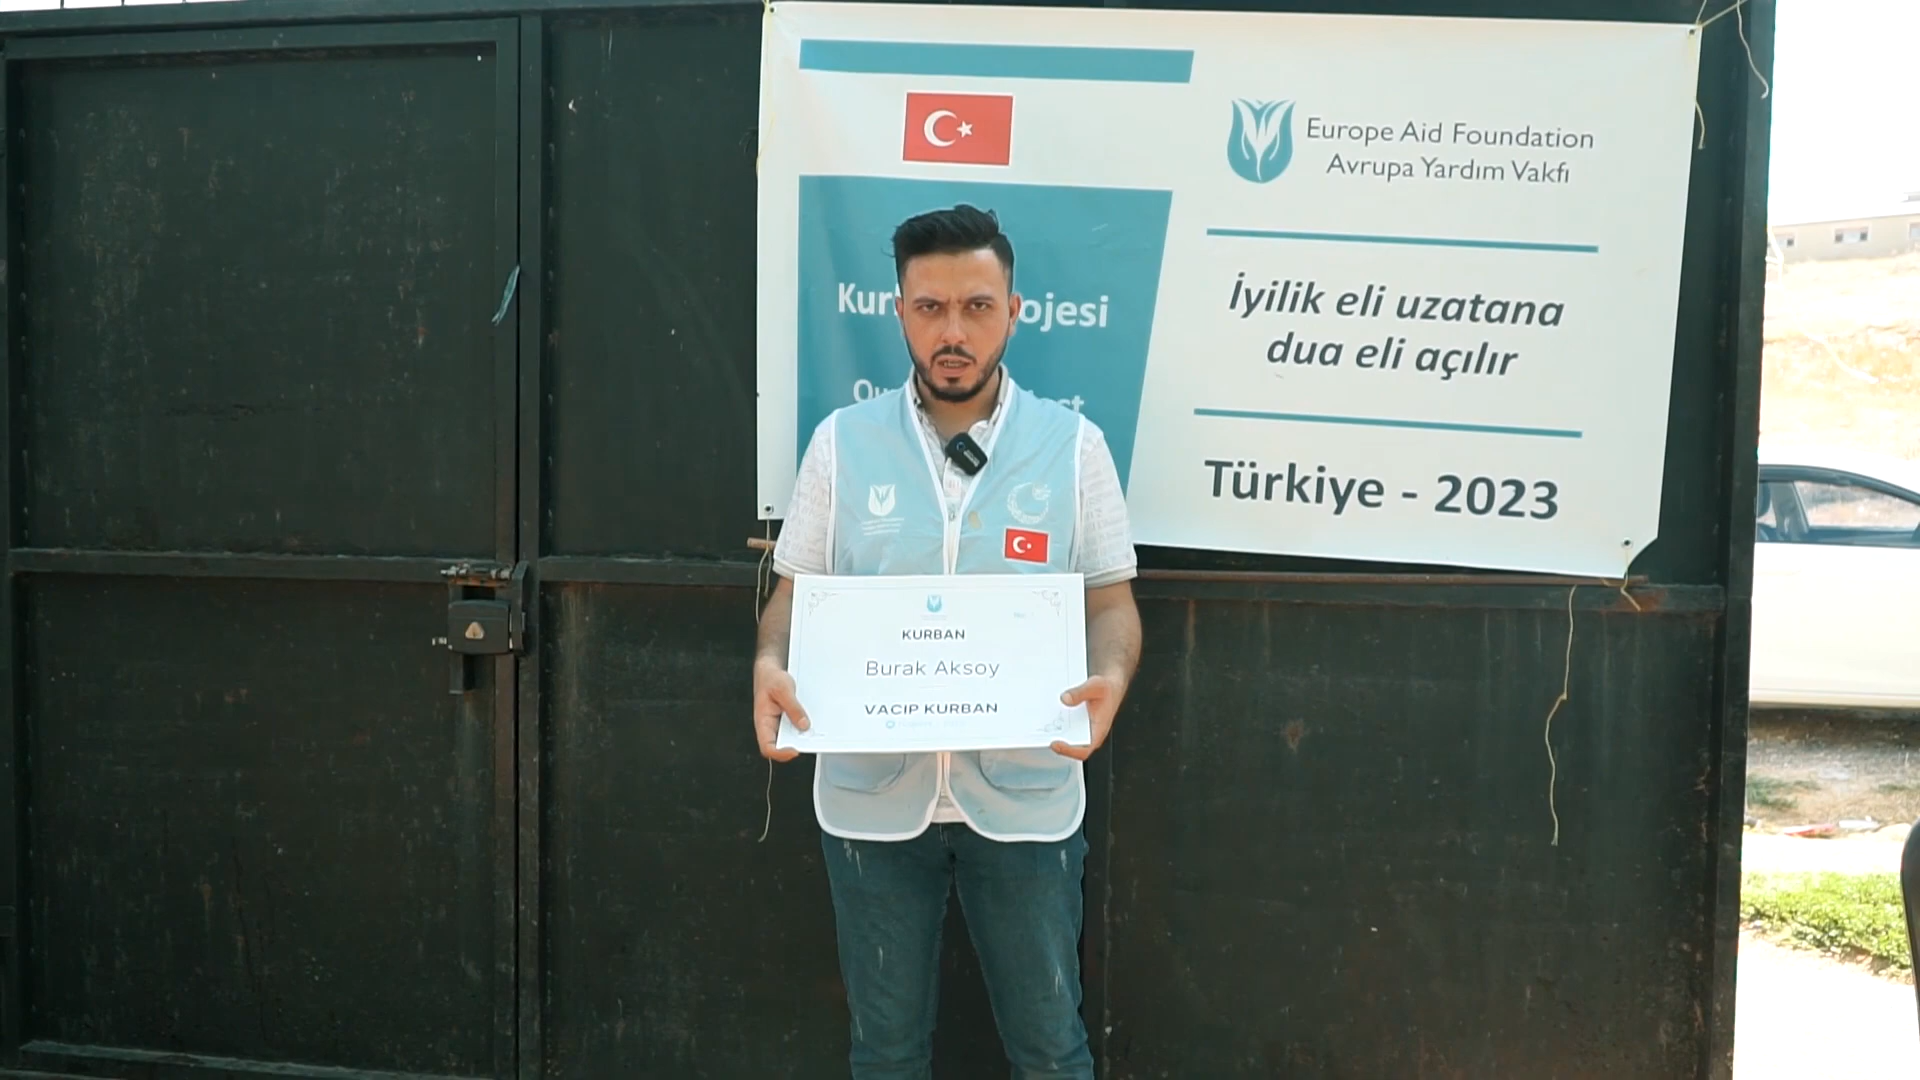 Europe Aid Foundation
Avrupa Yardım Vakfı
İyilik eli uzatana
dua eli açılır
Türkiye - 2023
KURBAN
Burak Aksoy
VACIP KURBAN